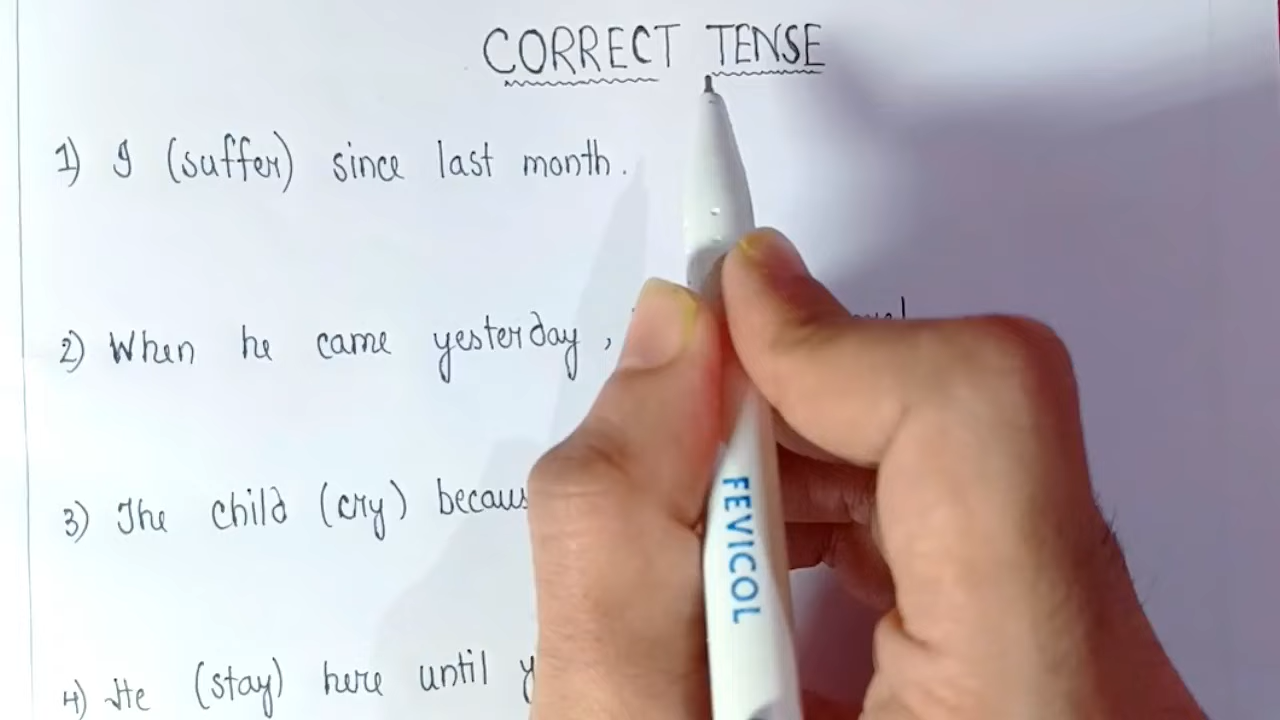 CORRECT TENSE
1) I (suffer) since last month.
2) When he came yesterday,
3) The child (cry)
4) He (stay) here until
FEVICOL